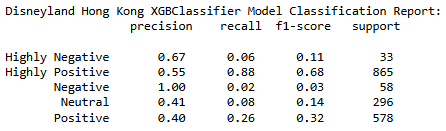 Disneyland Hong Kong XGBClassifier Model Classification Report:
precision recall f1-score support
Highly Negative 0.67 0.06 0.11 33
Highly Positive 0.55 0.88 0.68 865
Negative 1.00 0.02 0.03 58
Neutral 0.41 0.08 0.14 296
Positive 0.40 0.26 0.32 578